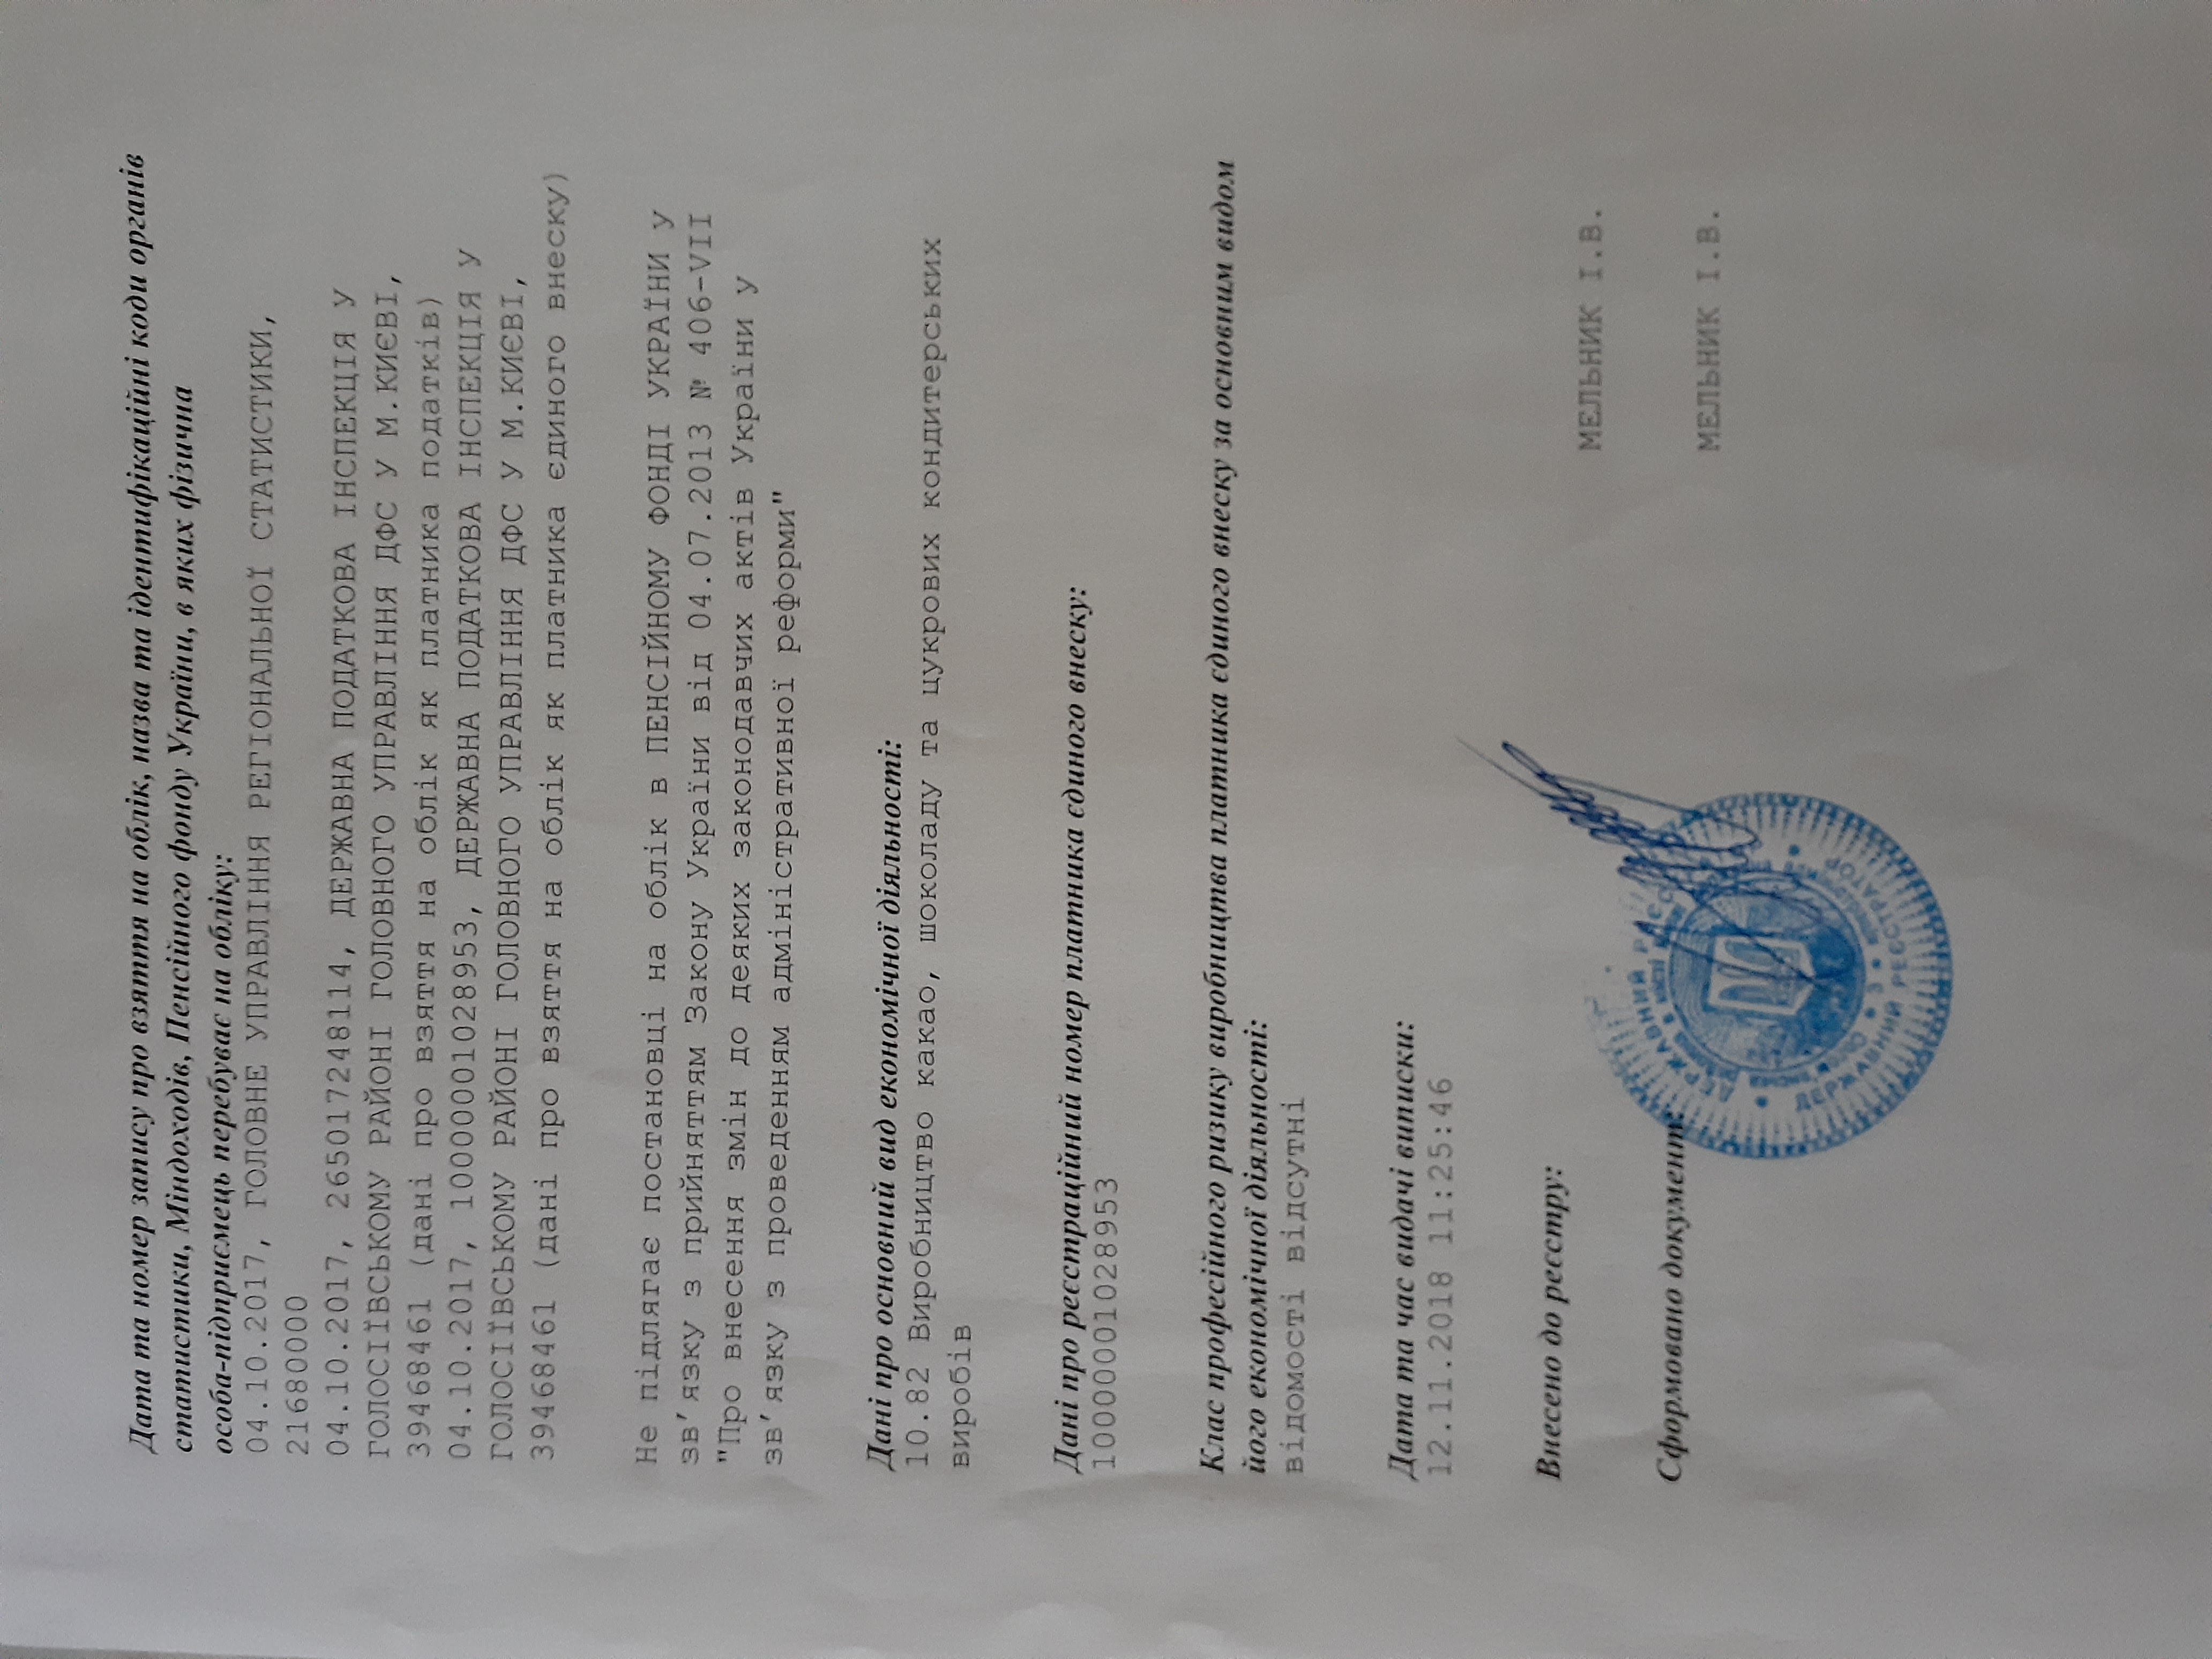 Дата та номер запису про взяття на облік, назва та ідентифікаційні коди органів
статистики, Міндоходів, Пенсійного фонду України, в яких фізична
особа-підприємець перебуває на обліку:
04.10.2017, ГОЛОВНЕ УПРАВЛІННЯ РЕГІОНАЛЬНОЇ СТАТИСТИКИ,
21680000
04.10.2017, 265017248114, ДЕРЖАВНА ПОДАТКОВА ІНСПЕКЦІЯ У
ГОЛОСІЇВСЬКОМУ РАЙОНІ ГОЛОВНОГО УПРАВЛІННЯ ДФС У М.КИЄВІ,
39468461 (дані про взяття на облік як платника податків)
04.10.2017, 10000001028953, ДЕРЖАВНА ПОДАТКОВА ІНСПЕКЦІЯ У
ГОЛОСІЇВСЬКОМУ РАЙОНІ ГОЛОВНОГО УПРАВЛІННЯ ДФС У М.КИЄВІ,
39468461 (дані про взяття на облік як платника єдиного внеску)
Не підлягає постановці на облік в ПЕНСІЙНОМУ ФОНДІ УКРАЇНИ у
зв’язку з прийняттям Закону України від 04.07.2013 № 406-VII
"Про внесення змін до деяких законодавчих актів України у
зв’язку з проведенням адміністративної реформи"
Дані про основний вид економічної діяльності:
10.82 Виробництво какао, шоколаду та цукрових кондитерських
виробів
Дані про реєстраційний номер платника єдиного внеску:
10000001028953
Клас професійного ризику виробництва платника єдиного внеску за основним видом
його економічної діяльності:
відомості відсутні
Дата та час видачі виписки:
12.11.2018 11:25:46
Внесено до реєстру:
МЕЛЬНИК І.В.
Сформовано документ:
МЕЛЬНИК І.В.
ДЕРЖАВНИЙ
ДЕРЖАВНИЙ РЕЄСТРАТОР